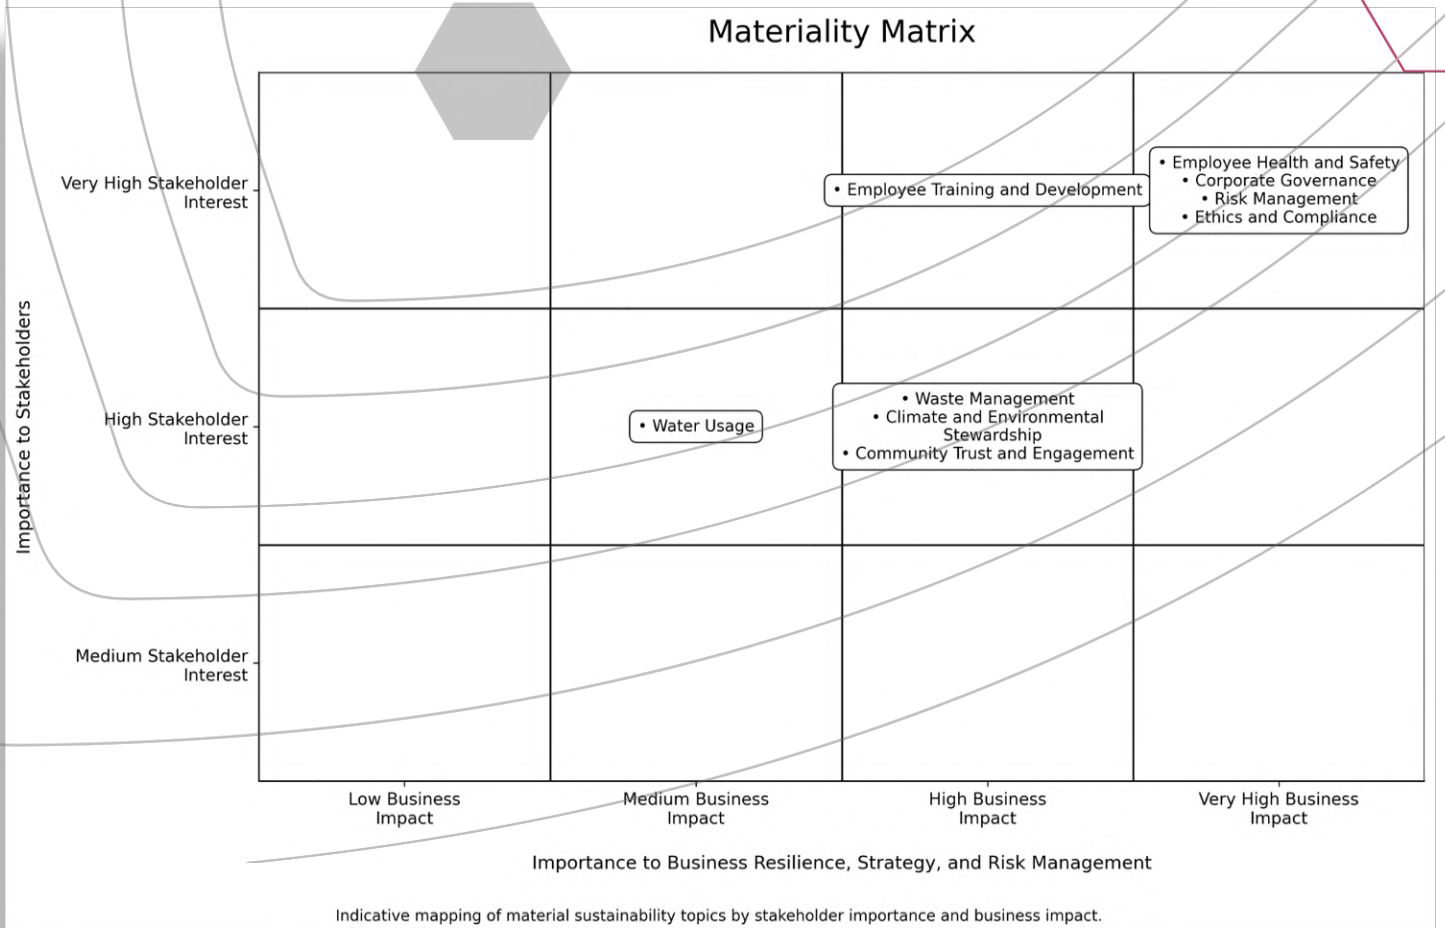 Materiality Matrix
Very High Stakeholder
Interest
• Employee Training and Development
• Employee Health and Safety
• Corporate Governance
• Risk Management
• Ethics and Compliance
Importance to Stakeholders
High Stakeholder
Interest
• Water Usage
• Waste Management
• Climate and Environmental
Stewardship
• Community Trust and Engagement
Medium Stakeholder
Interest
Low Business
Impact
Medium Business
Impact
High Business
Impact
Very High Business
Impact
Importance to Business Resilience, Strategy, and Risk Management
Indicative mapping of material sustainability topics by stakeholder importance and business impact.